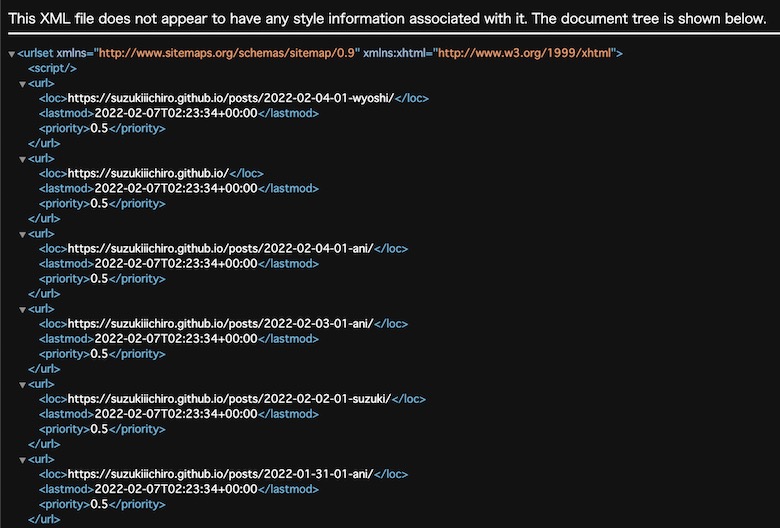 This XML file does not appear to have any style information associated with it. The document tree is shown below.
▼<urlset xmlns="http://www.sitemaps.org/schemas/sitemap/0.9" xmlns:xhtml="http://www.w3.org/1999/xhtml">
<script/>
▼<url>
<loc>https://suzukiiichiro.github.io/posts/2022-02-04-01-wyoshi/</loc>
<lastmod>2022-02-07T02:23:34+00:00</lastmod>
<priority>0.5</priority>
</url>
▼<url>
<loc>https://suzukiiichiro.github.io/</loc>
<lastmod>2022-02-07T02:23:34+00:00</lastmod>
<priority>0.5</priority>
</url>
▼<url>
<loc>https://suzukiiichiro.github.io/posts/2022-02-04-01-ani/</loc>
<lastmod>2022-02-07T02:23:34+00:00</lastmod>
<priority>0.5</priority>
</url>
▼<url>
<loc>https://suzukiiichiro.github.io/posts/2022-02-03-01-ani/</loc>
<lastmod>2022-02-07T02:23:34+00:00</lastmod>
<priority>0.5</priority>
</url>
▼<url>
<loc>https://suzukiiichiro.github.io/posts/2022-02-02-01-suzuki/</loc>
<lastmod>2022-02-07T02:23:34+00:00</lastmod>
<priority>0.5</priority>
</url>
▼<url>
<loc>https://suzukiiichiro.github.io/posts/2022-01-31-01-ani/</loc>
<lastmod>2022-02-07T02:23:34+00:00</lastmod>
<priority>0.5</priority>
</url>